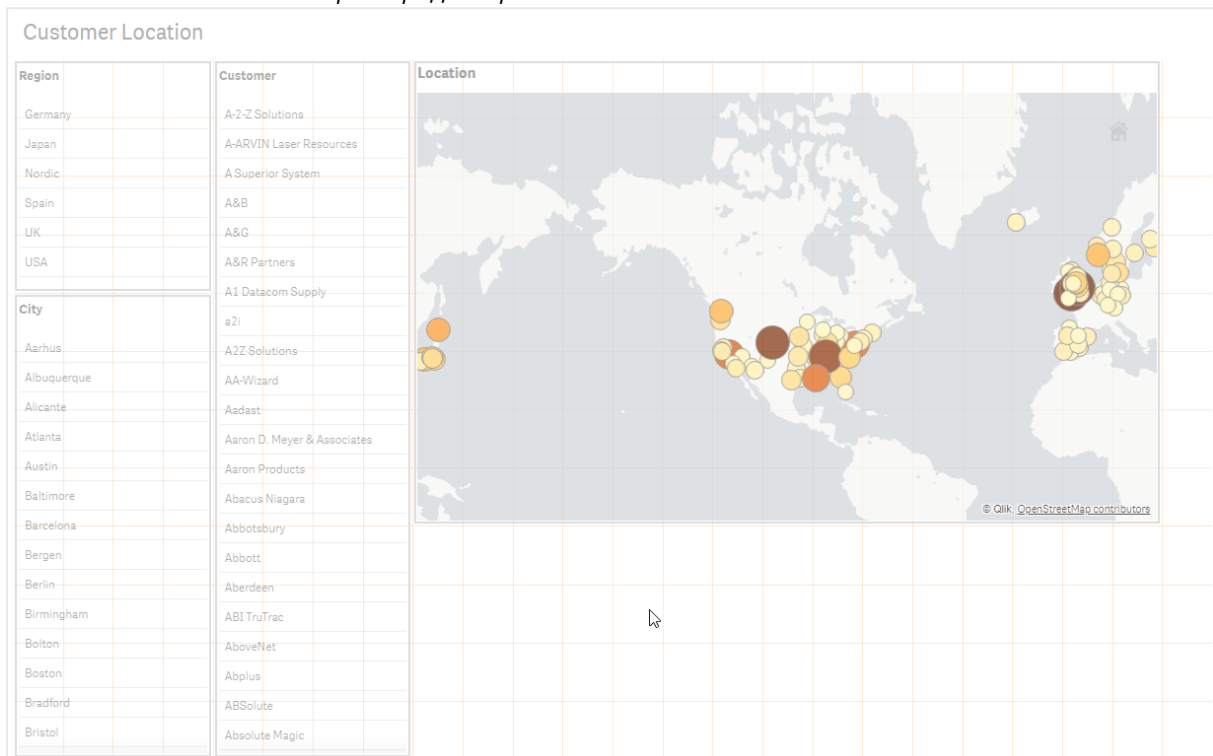 Customer Location
Region
Germany
Japan
Nordic
Spain
UK
USA
City
Aarhus
Albuquerque
Alicante
Atlanta
Austin
Baltimore
Barcelona
Bergen
Berlin
Birmingham
Bolton
Boston
Bradford
Bristol
Customer
A-2-Z Solutions
A-ARVIN Laser Resources
A Superior System
A&B
A&G
A&R Partners
A1 Datacom Supply
a2i
A2Z Solutions
AA-Wizard
Aadast
Aaron D. Meyer & Associates
Aaron Products
Abacus Niagara
Abbotsbury
Abbott
Aberdeen
ABI TruTrac
AboveNet
Abplus
ABSolute
Absolute Magic
Location
© Qlik, OpenStreetMap contributors